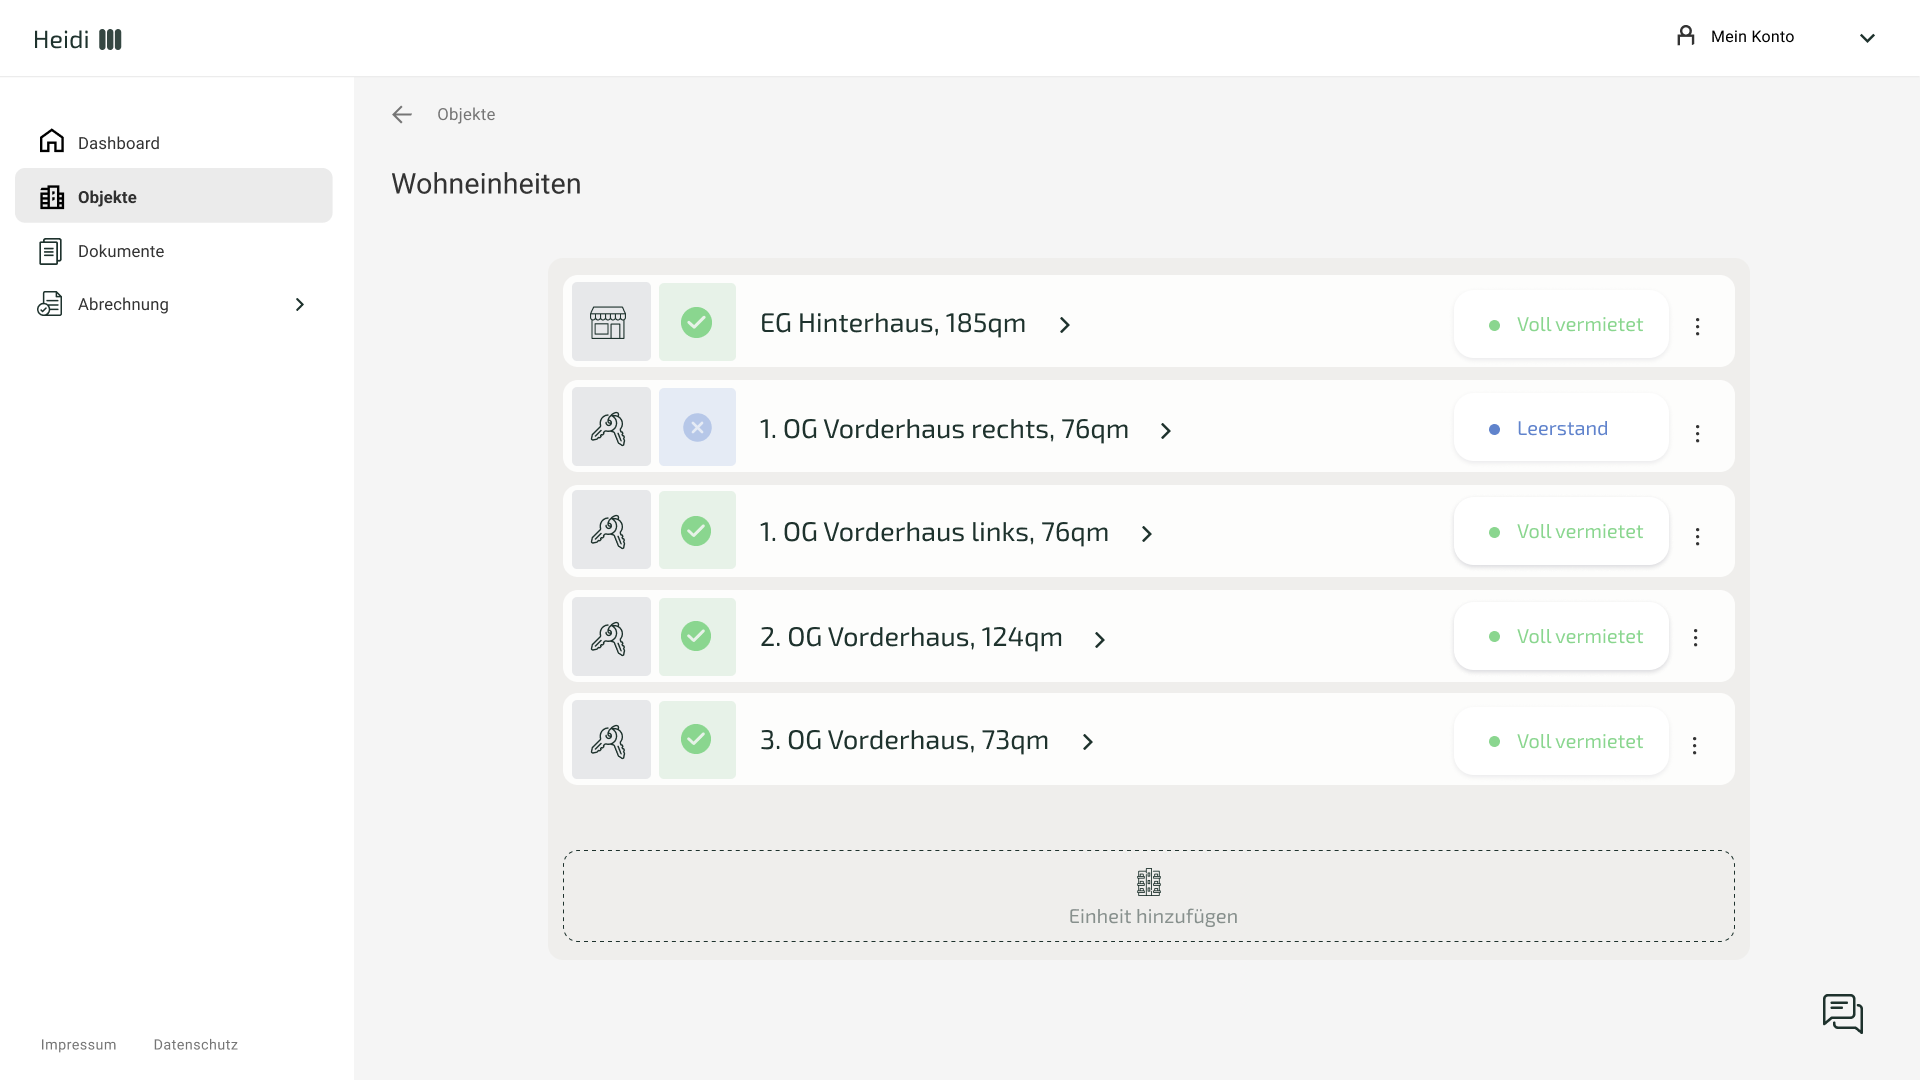 Heidi
Mein Konto
Dashboard
Objekte
Dokumente
Abrechnung
Objekte
Wohneinheiten
EG Hinterhaus, 185qm
Voll vermietet
1. OG Vorderhaus rechts, 76qm
Leerstand
1. OG Vorderhaus links, 76qm
Voll vermietet
2. OG Vorderhaus, 124qm
Voll vermietet
3. OG Vorderhaus, 73qm
Voll vermietet
Einheit hinzufügen
Impressum
Datenschutz